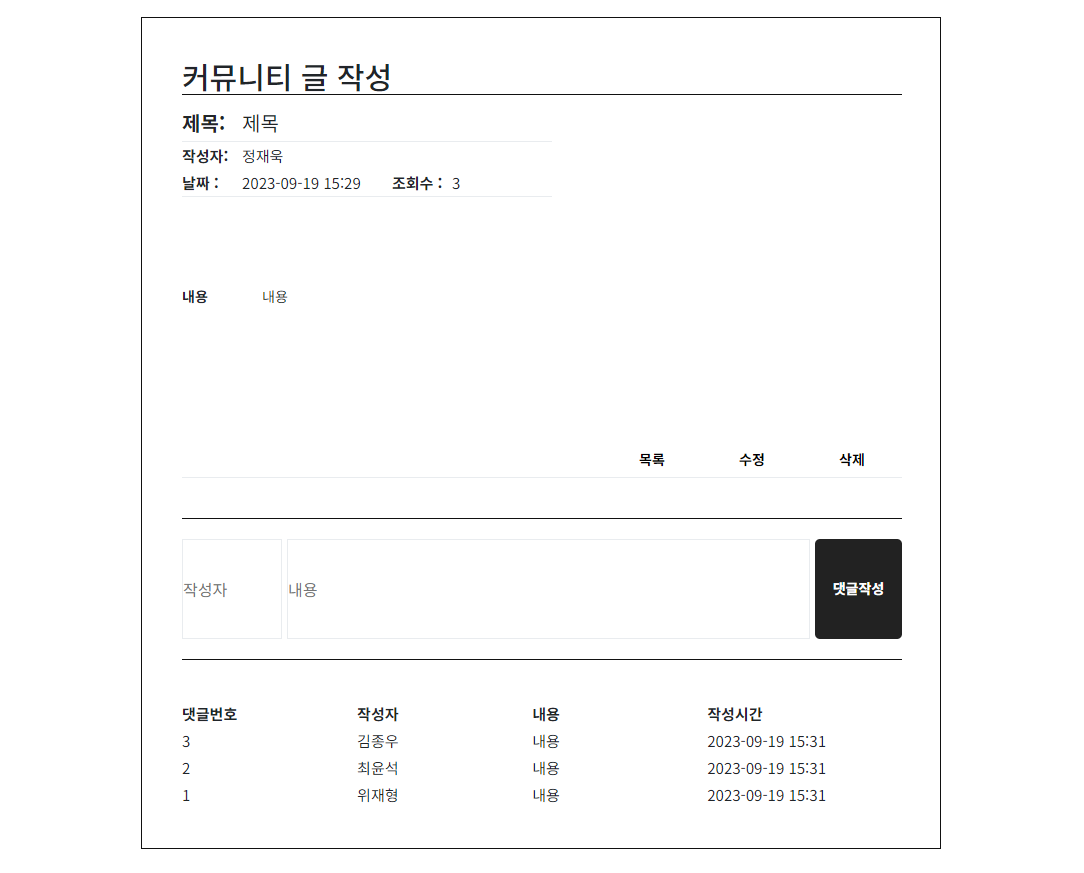 커뮤니티 글 작성
제목: 제목
작성자: 정재욱
날짜 : 2023-09-19 15:29 조회수 : 3
내용 내용
목록 수정 삭제
작성자 내용 댓글작성
댓글번호 작성자 내용 작성시간
3 김종우 내용 2023-09-19 15:31
2 최윤석 내용 2023-09-19 15:31
1 위재형 내용 2023-09-19 15:31